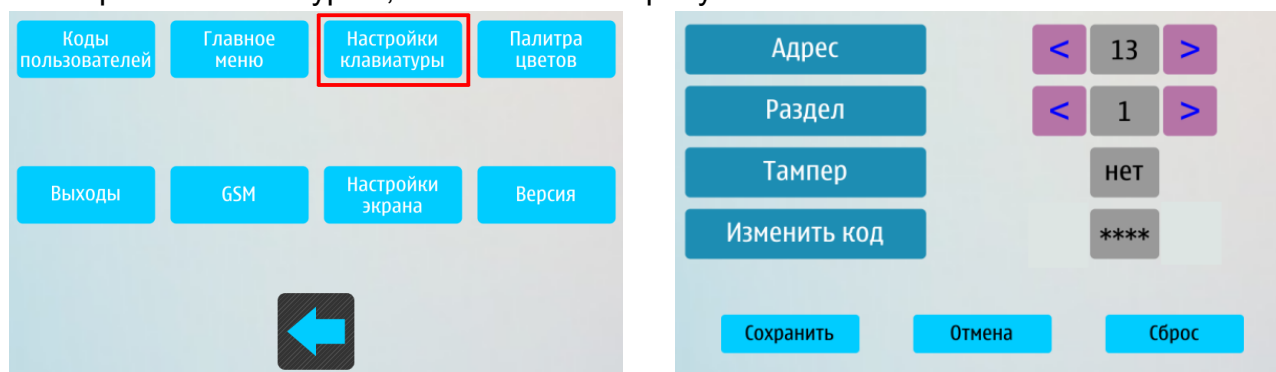 Коды
пользователей
Главное
меню
Настройки
клавиатуры
Палитра
цветов
Выходы
GSM
Настройки
экрана
Версия
Адрес
< 13 >
Раздел
< 1 >
Тампер
нет
Изменить код
****
Сохранить
Отмена
Сброс